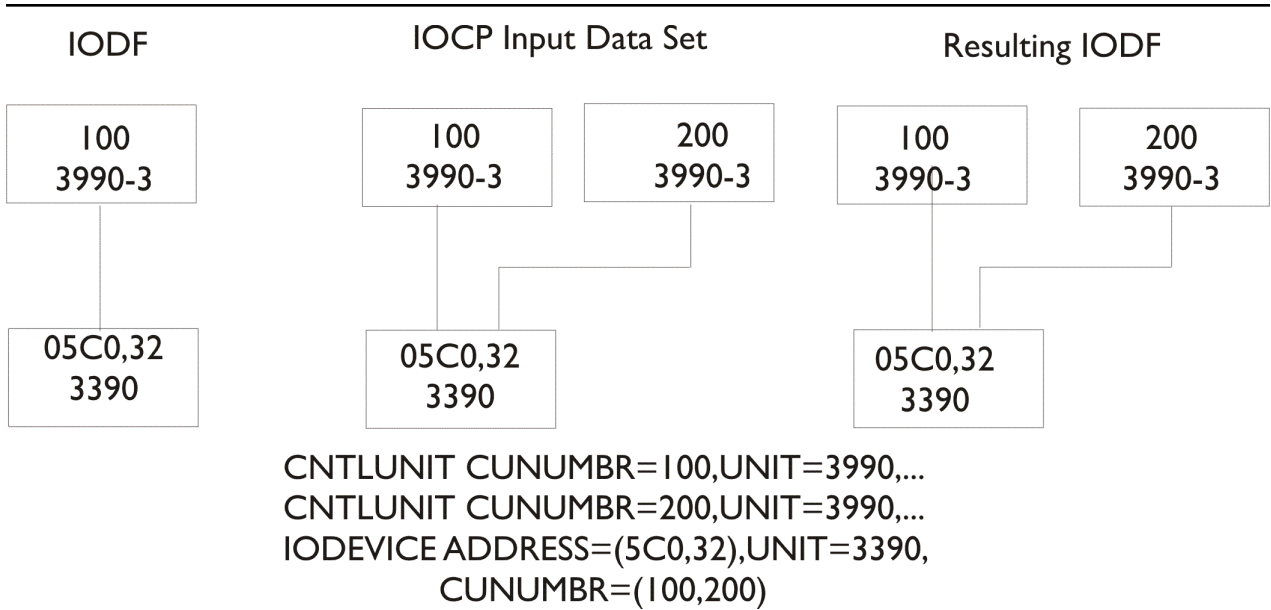 IODF
IOCP Input Data Set
Resulting IODF
100
3990-3
100
3990-3
200
3990-3
100
3990-3
200
3990-3
05C0,32
3390
05C0,32
3390
05C0,32
3390
CNTLUNIT CUNUMBR=100,UNIT=3990,...
CNTLUNIT CUNUMBR=200,UNIT=3990,...
IODEVICE ADDRESS=(5C0,32),UNIT=3390,
CUNUMBR=(100,200)